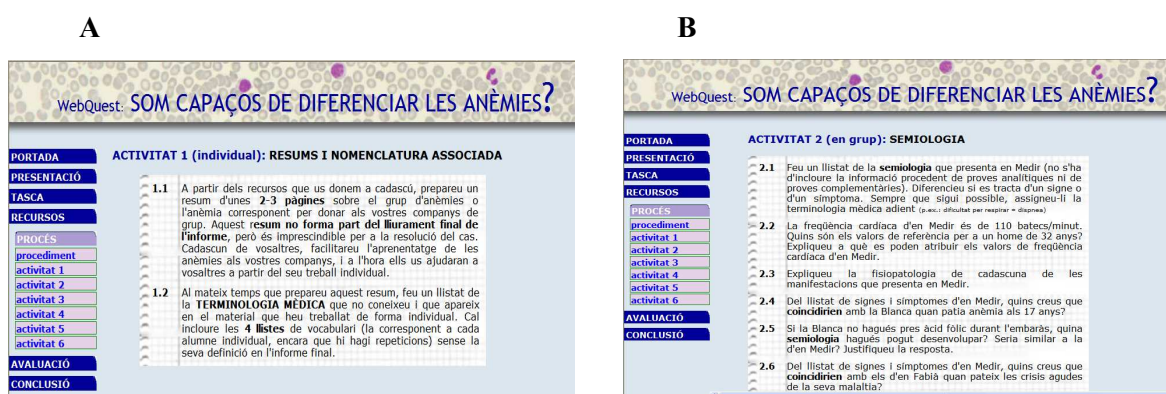 A
WebQuest: SOM CAPAÇOS DE DIFERENCIAR LES ANÈMIES?
PORTADA
PRESENTACIÓ
TASCA
RECURSOS
PROCÉS
procediment
activitat 1
activitat 2
activitat 3
activitat 4
activitat 5
activitat 6
AVALUACIÓ
CONCLUSIÓ
ACTIVITAT 1 (individual): RESUMS I NOMENCLATURA ASSOCIADA
1.1 A partir dels recursos que us donem a cadascú, prepareu un
resum d'unes 2-3 pàgines sobre el grup d'anèmies o
l'anèmia corresponent per donar als vostres companys de
grup. Aquest resum no forma part del lliurament final de
l'informe, però és imprescindible per a la resolució del cas.
Cadascun de vosaltres, facilitareu l'aprenentatge de les
anèmies als vostres companys, i a l'hora ells us ajudaran a
vosaltres a partir del seu treball individual.
1.2 Al mateix temps que prepareu aquest resum, feu un llistat de
la TERMINOLOGIA MÈDICA que no coneixeu i que apareix
en el material que heu treballat de forma individual. Cal
incloure les 4 llistes de vocabulari (la corresponent a cada
alumne individual, encara que hi hagi repeticions) sense la
seva definició en l'informe final.
B
WebQuest: SOM CAPAÇOS DE DIFERENCIAR LES ANÈMIES?
PORTADA
PRESENTACIÓ
TASCA
RECURSOS
PROCÉS
procediment
activitat 1
activitat 2
activitat 3
activitat 4
activitat 5
activitat 6
AVALUACIÓ
CONCLUSIÓ
ACTIVITAT 2 (en grup): SEMIOLOGIA
2.1 Feu un llistat de la semiologia que presenta en Medir (no s'ha
d'incloure la informació procedent de proves analítiques ni de
proves complementàries). Diferencieu si es tracta d'un signe o
d'un símptoma. Sempre que sigui possible, assigneu-li la
terminologia mèdica adient (p.ex.: dificultat per respirar = dispnea)
2.2 La freqüència cardíaca d'en Medir és de 110 batecs/minut.
Quins són els valors de referència per a un home de 32 anys?
Expliqueu a què es poden atribuir els valors de freqüència
cardíaca d'en Medir.
2.3 Expliqueu la fisiopatologia de cadascuna de les
manifestacions que presenta en Medir.
2.4 Del llistat de signes i símptomes d'en Medir, quins creus que
coincidirien amb la Blanca quan patia anèmia als 17 anys?
2.5 Si la Blanca no hagués pres àcid fòlic durant l'embaràs, quina
semiologia hagués pogut desenvolupar? Seria similar a la
d'en Medir? Justifiqueu la resposta.
2.6 Del llistat de signes i símptomes d'en Medir, quins creus que
coincidirien amb els d'en Fabià quan pateix les crisis agudes
de la seva malaltia?